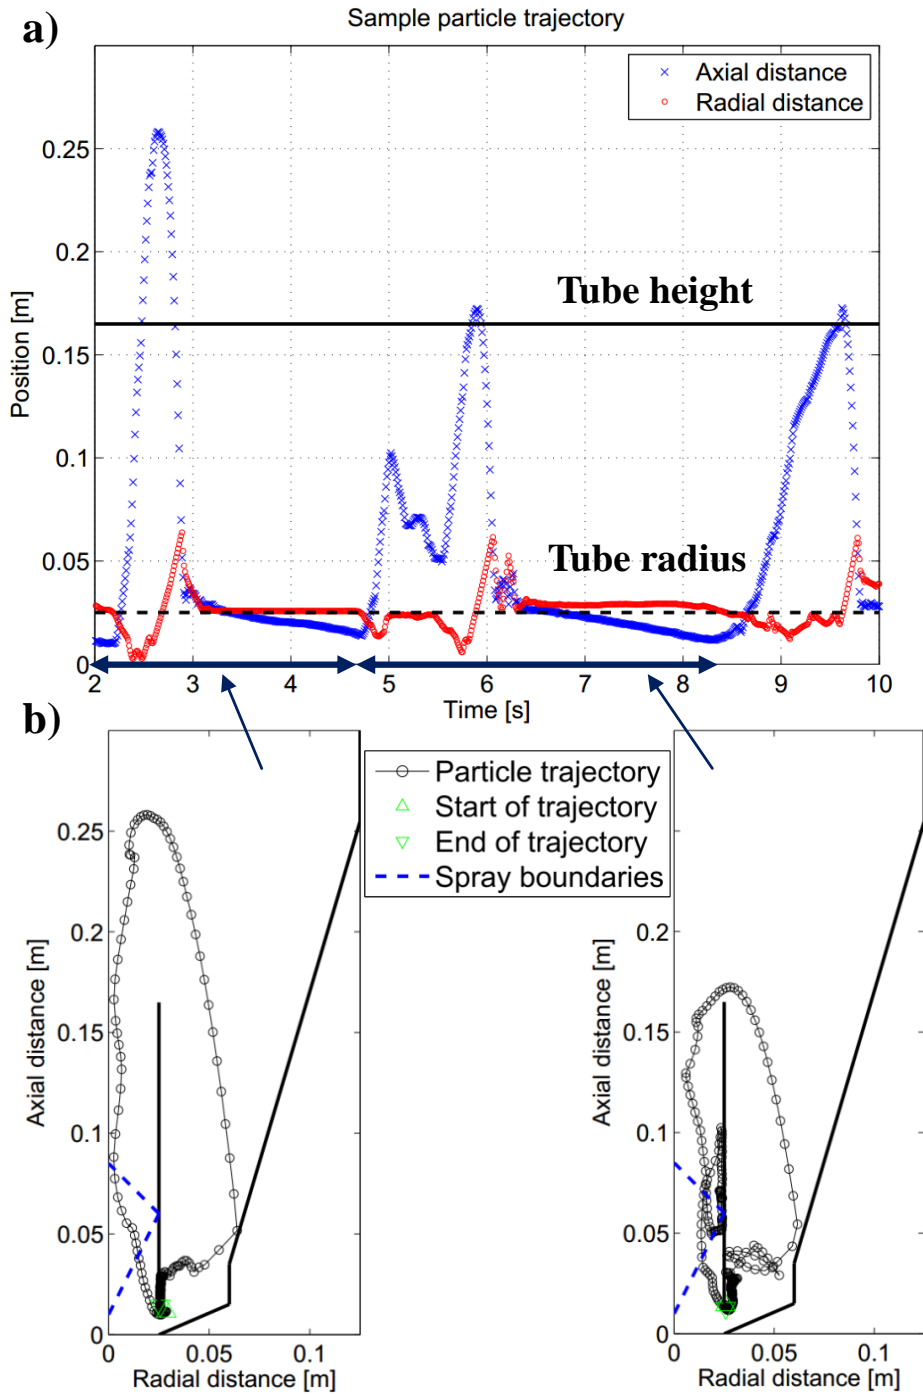 a)
Sample particle trajectory
Axial distance
Radial distance
0.25
0.2
0.15
0.1
0.05
0
Position [m]
Tube height
Tube radius
2 3 4 5 6 7 8 9 10
Time [s]
b)
Particle trajectory
Start of trajectory
End of trajectory
Spray boundaries
0.25
0.2
0.15
0.1
0.05
0
Axial distance [m]
0 0.05 0.1
Radial distance [m]
0.25
0.2
0.15
0.1
0.05
0
Axial distance [m]
0 0.05 0.1
Radial distance [m]